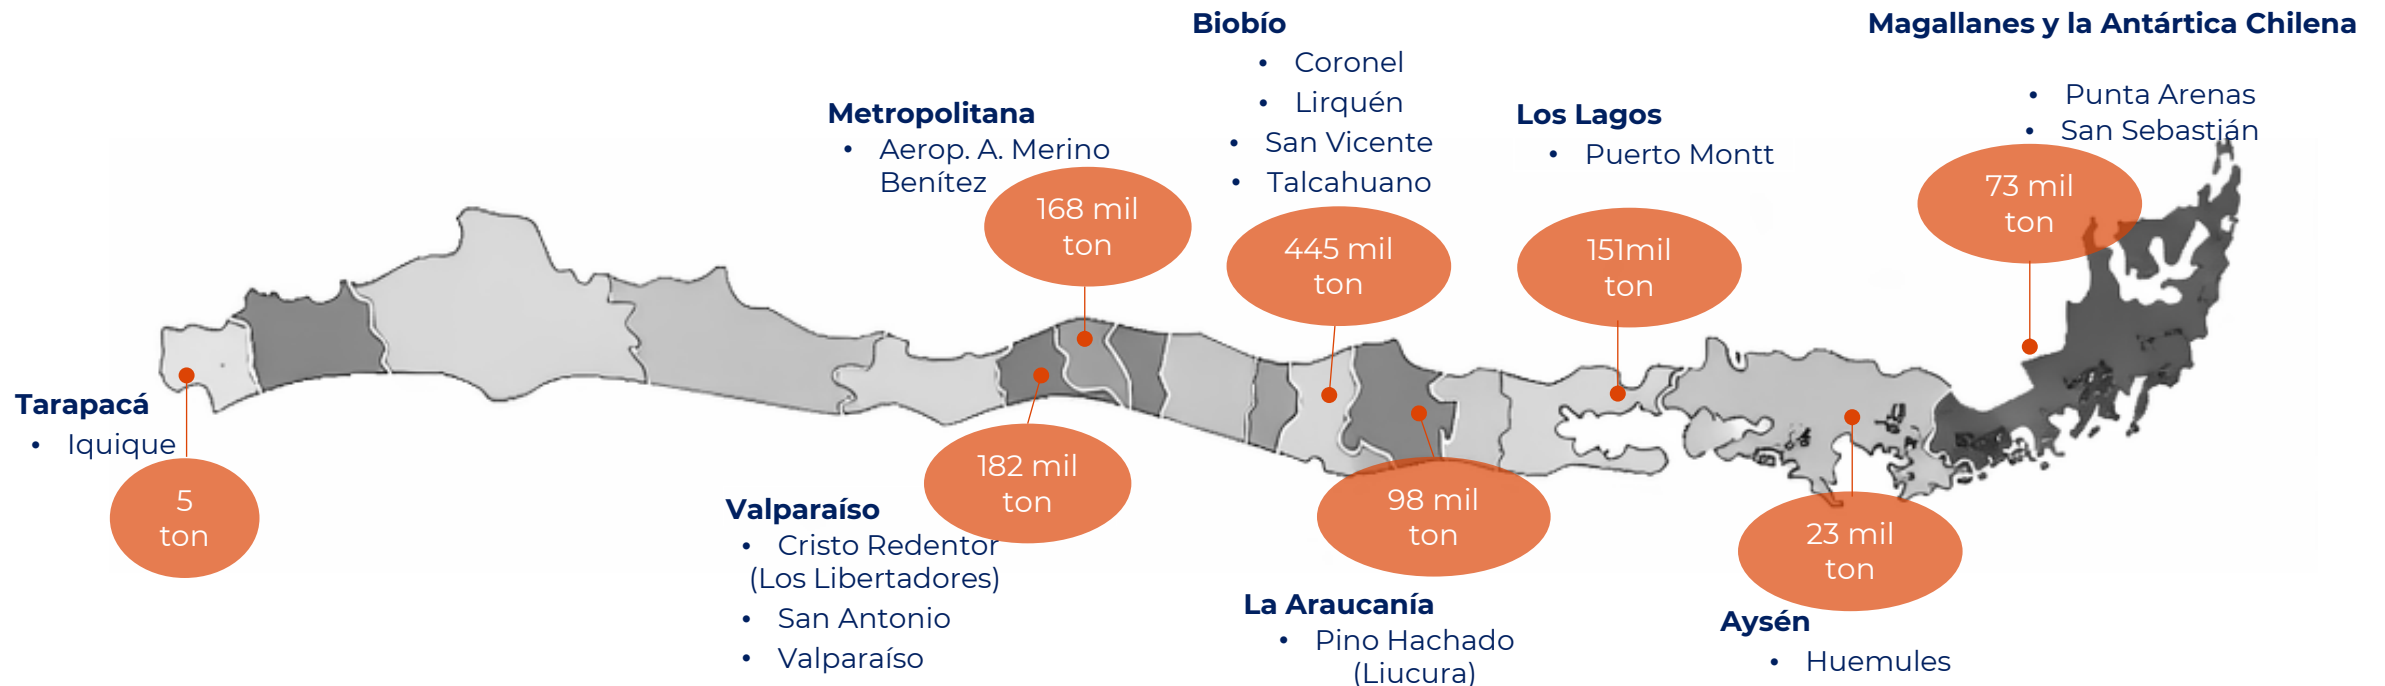 Tarapacá
• Iquique
5
ton
Metropolitana
• Aerop. A. Merino
Benítez
168 mil
ton
Valparaíso
• Cristo Redentor
(Los Libertadores)
• San Antonio
• Valparaíso
182 mil
ton
Biobío
• Coronel
• Lirquén
• San Vicente
• Talcahuano
445 mil
ton
La Araucanía
• Pino Hachado
(Liucura)
98 mil
ton
Los Lagos
• Puerto Montt
151mil
ton
Aysén
• Huemules
23 mil
ton
Magallanes y la Antártica Chilena
• Punta Arenas
• San Sebastián
73 mil
ton